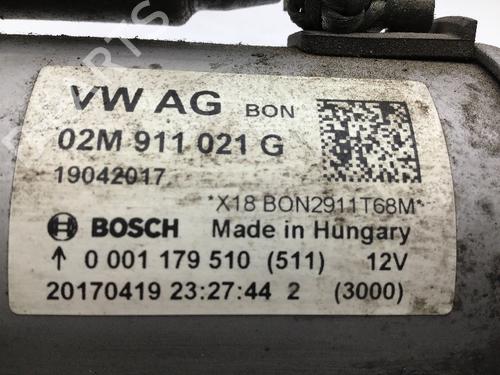 VW AG BON
02M 911 021 G
19042017
*X18 BON2911T68M*
BOSCH Made in Hungary
↑ 0 001 179 510 (511) 12V
20170419 23:27:44 2 (3000)